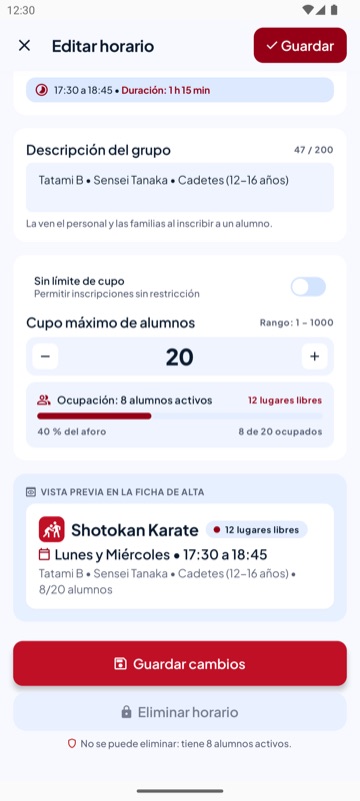 12:30
Editar horario
Guardar
17:30 a 18:45 • Duración: 1 h 15 min
Descripción del grupo
47 / 200
Tatami B • Sensei Tanaka • Cadetes (12–16 años)
La ven el personal y las familias al inscribir a un alumno.
Sin límite de cupo
Permitir inscripciones sin restricción
Cupo máximo de alumnos
Rango: 1 – 1000
− 20 +
Ocupación: 8 alumnos activos
12 lugares libres
40 % del aforo
8 de 20 ocupados
VISTA PREVIA EN LA FICHA DE ALTA
Shotokan Karate
• 12 lugares libres
Lunes y Miércoles • 17:30 a 18:45
Tatami B • Sensei Tanaka • Cadetes (12–16 años) •
8/20 alumnos
Guardar cambios
Eliminar horario
No se puede eliminar: tiene 8 alumnos activos.